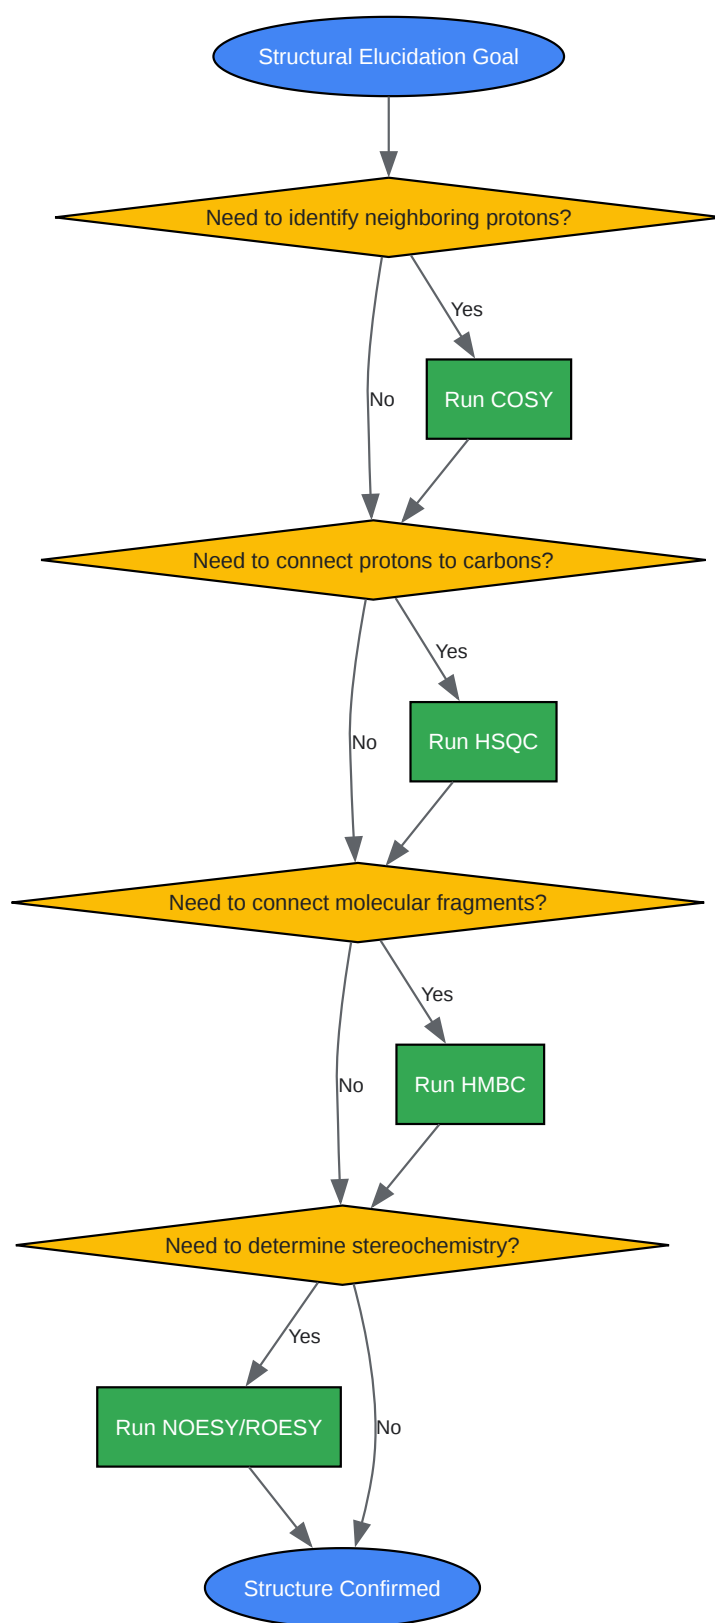 Structural Elucidation Goal
Need to identify neighboring protons?
Yes
Run COSY
No
Need to connect protons to carbons?
Yes
Run HSQC
No
Need to connect molecular fragments?
Yes
Run HMBC
No
Need to determine stereochemistry?
Yes
Run NOESY/ROESY
No
Structure Confirmed